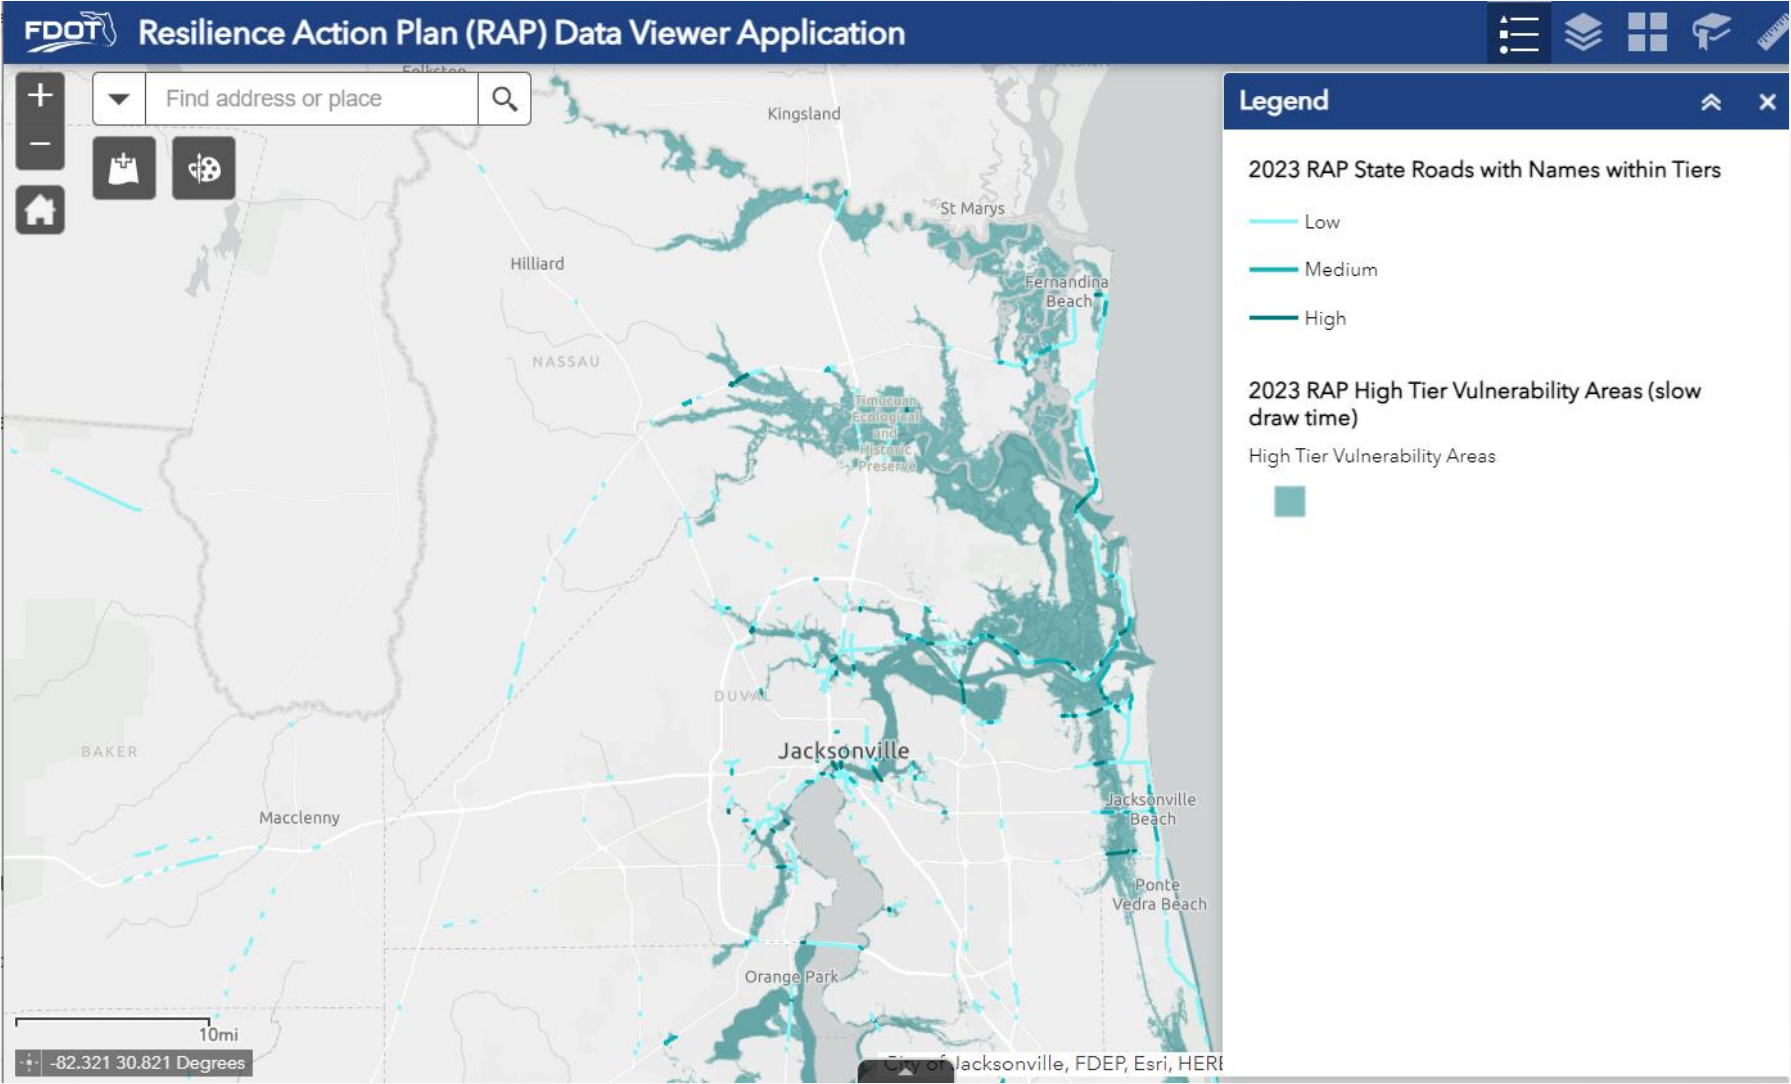 FDOT Resilience Action Plan (RAP) Data Viewer Application
Find address or place
Kingsland
St Marys
Hilliard
Fernandina
Beach
NASSAU
Timucuan
Ecological
and
Historic
Preserve
DUVAL
Jacksonville
BAKER
Macclenny
Jacksonville
Beach
Ponte
Vedra Beach
Orange Park
10mi
-82.321 30.821 Degrees
City of Jacksonville, FDEP, Esri, HERE
Legend
2023 RAP State Roads with Names within Tiers
Low
Medium
High
2023 RAP High Tier Vulnerability Areas (slow
draw time)
High Tier Vulnerability Areas